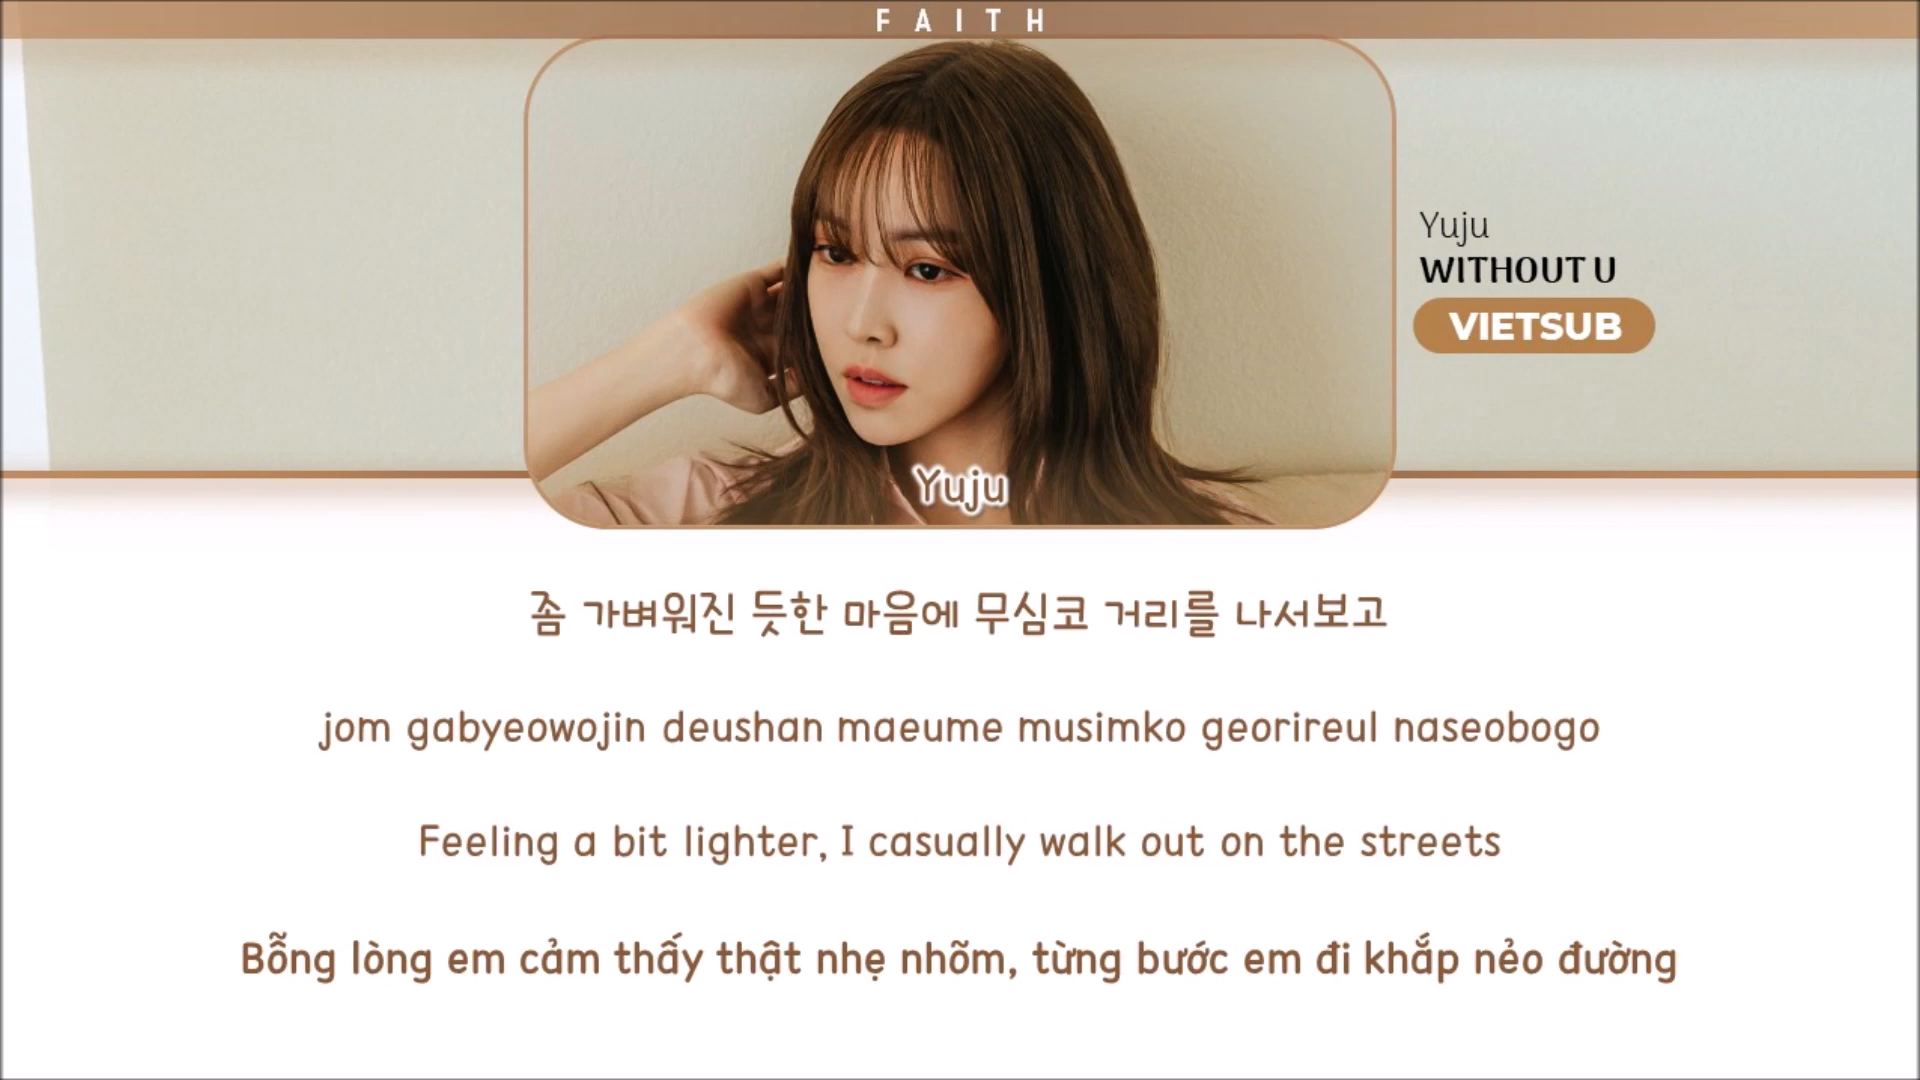 FAITH
Yuju
WITHOUT U
VIETSUB
Yuju
좀 가벼워진 듯한 마음에 무심코 거리를 나서보고
jom gabyeowojin deushan maeume musimko georireul naseobogo
Feeling a bit lighter, I casually walk out on the streets
Bỗng lòng em cảm thấy thật nhẹ nhõm, từng bước em đi khắp nẻo đường